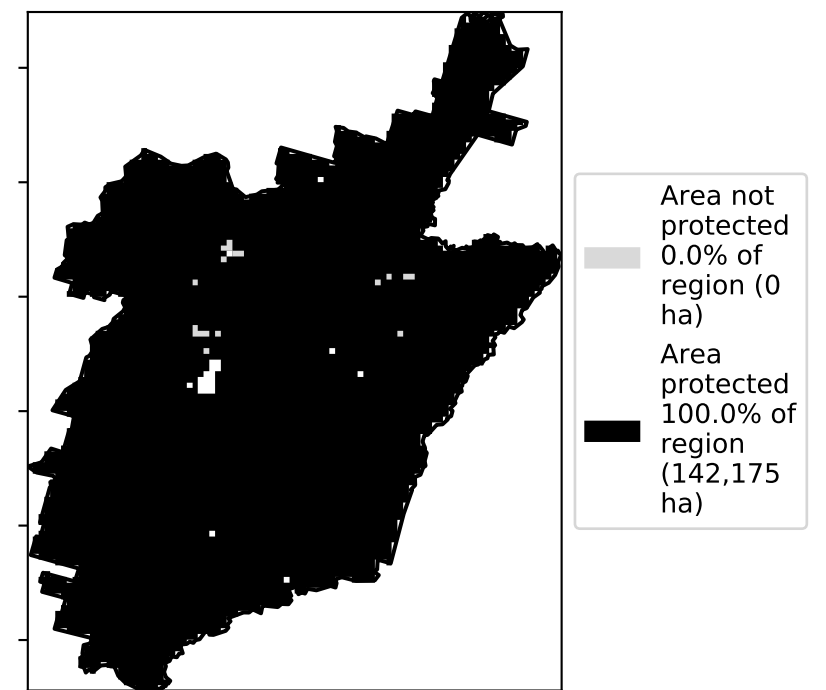 Area not
protected
0.0% of
region (0
ha)
Area
protected
100.0% of
region
(142,175
ha)